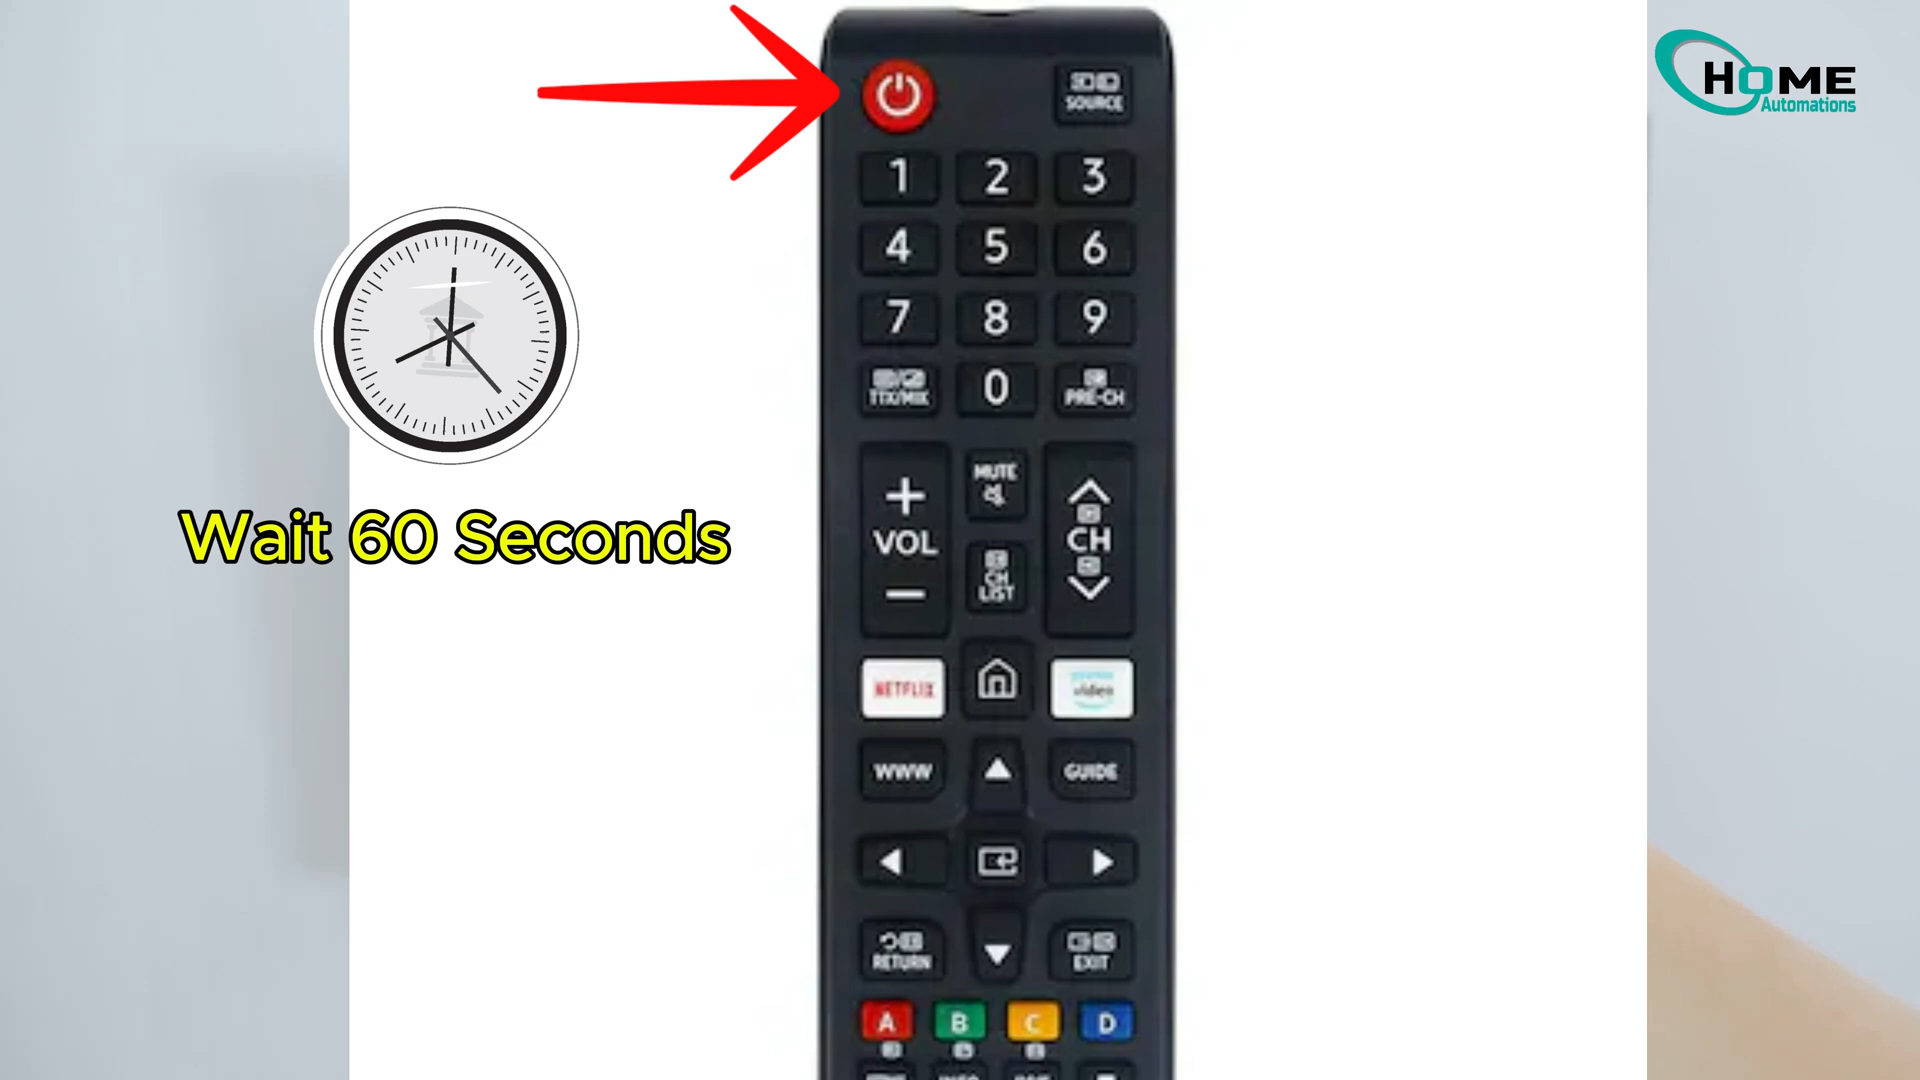 HOME
Automations
SOURCE
1 2 3
4 5 6
7 8 9
TTX/MIX 0 PRE-CH
MUTE
+
VOL
—
CH
CH
LIST
Wait 60 Seconds
NETFLIX
video
WWW
GUIDE
RETURN
EXIT
A B C D